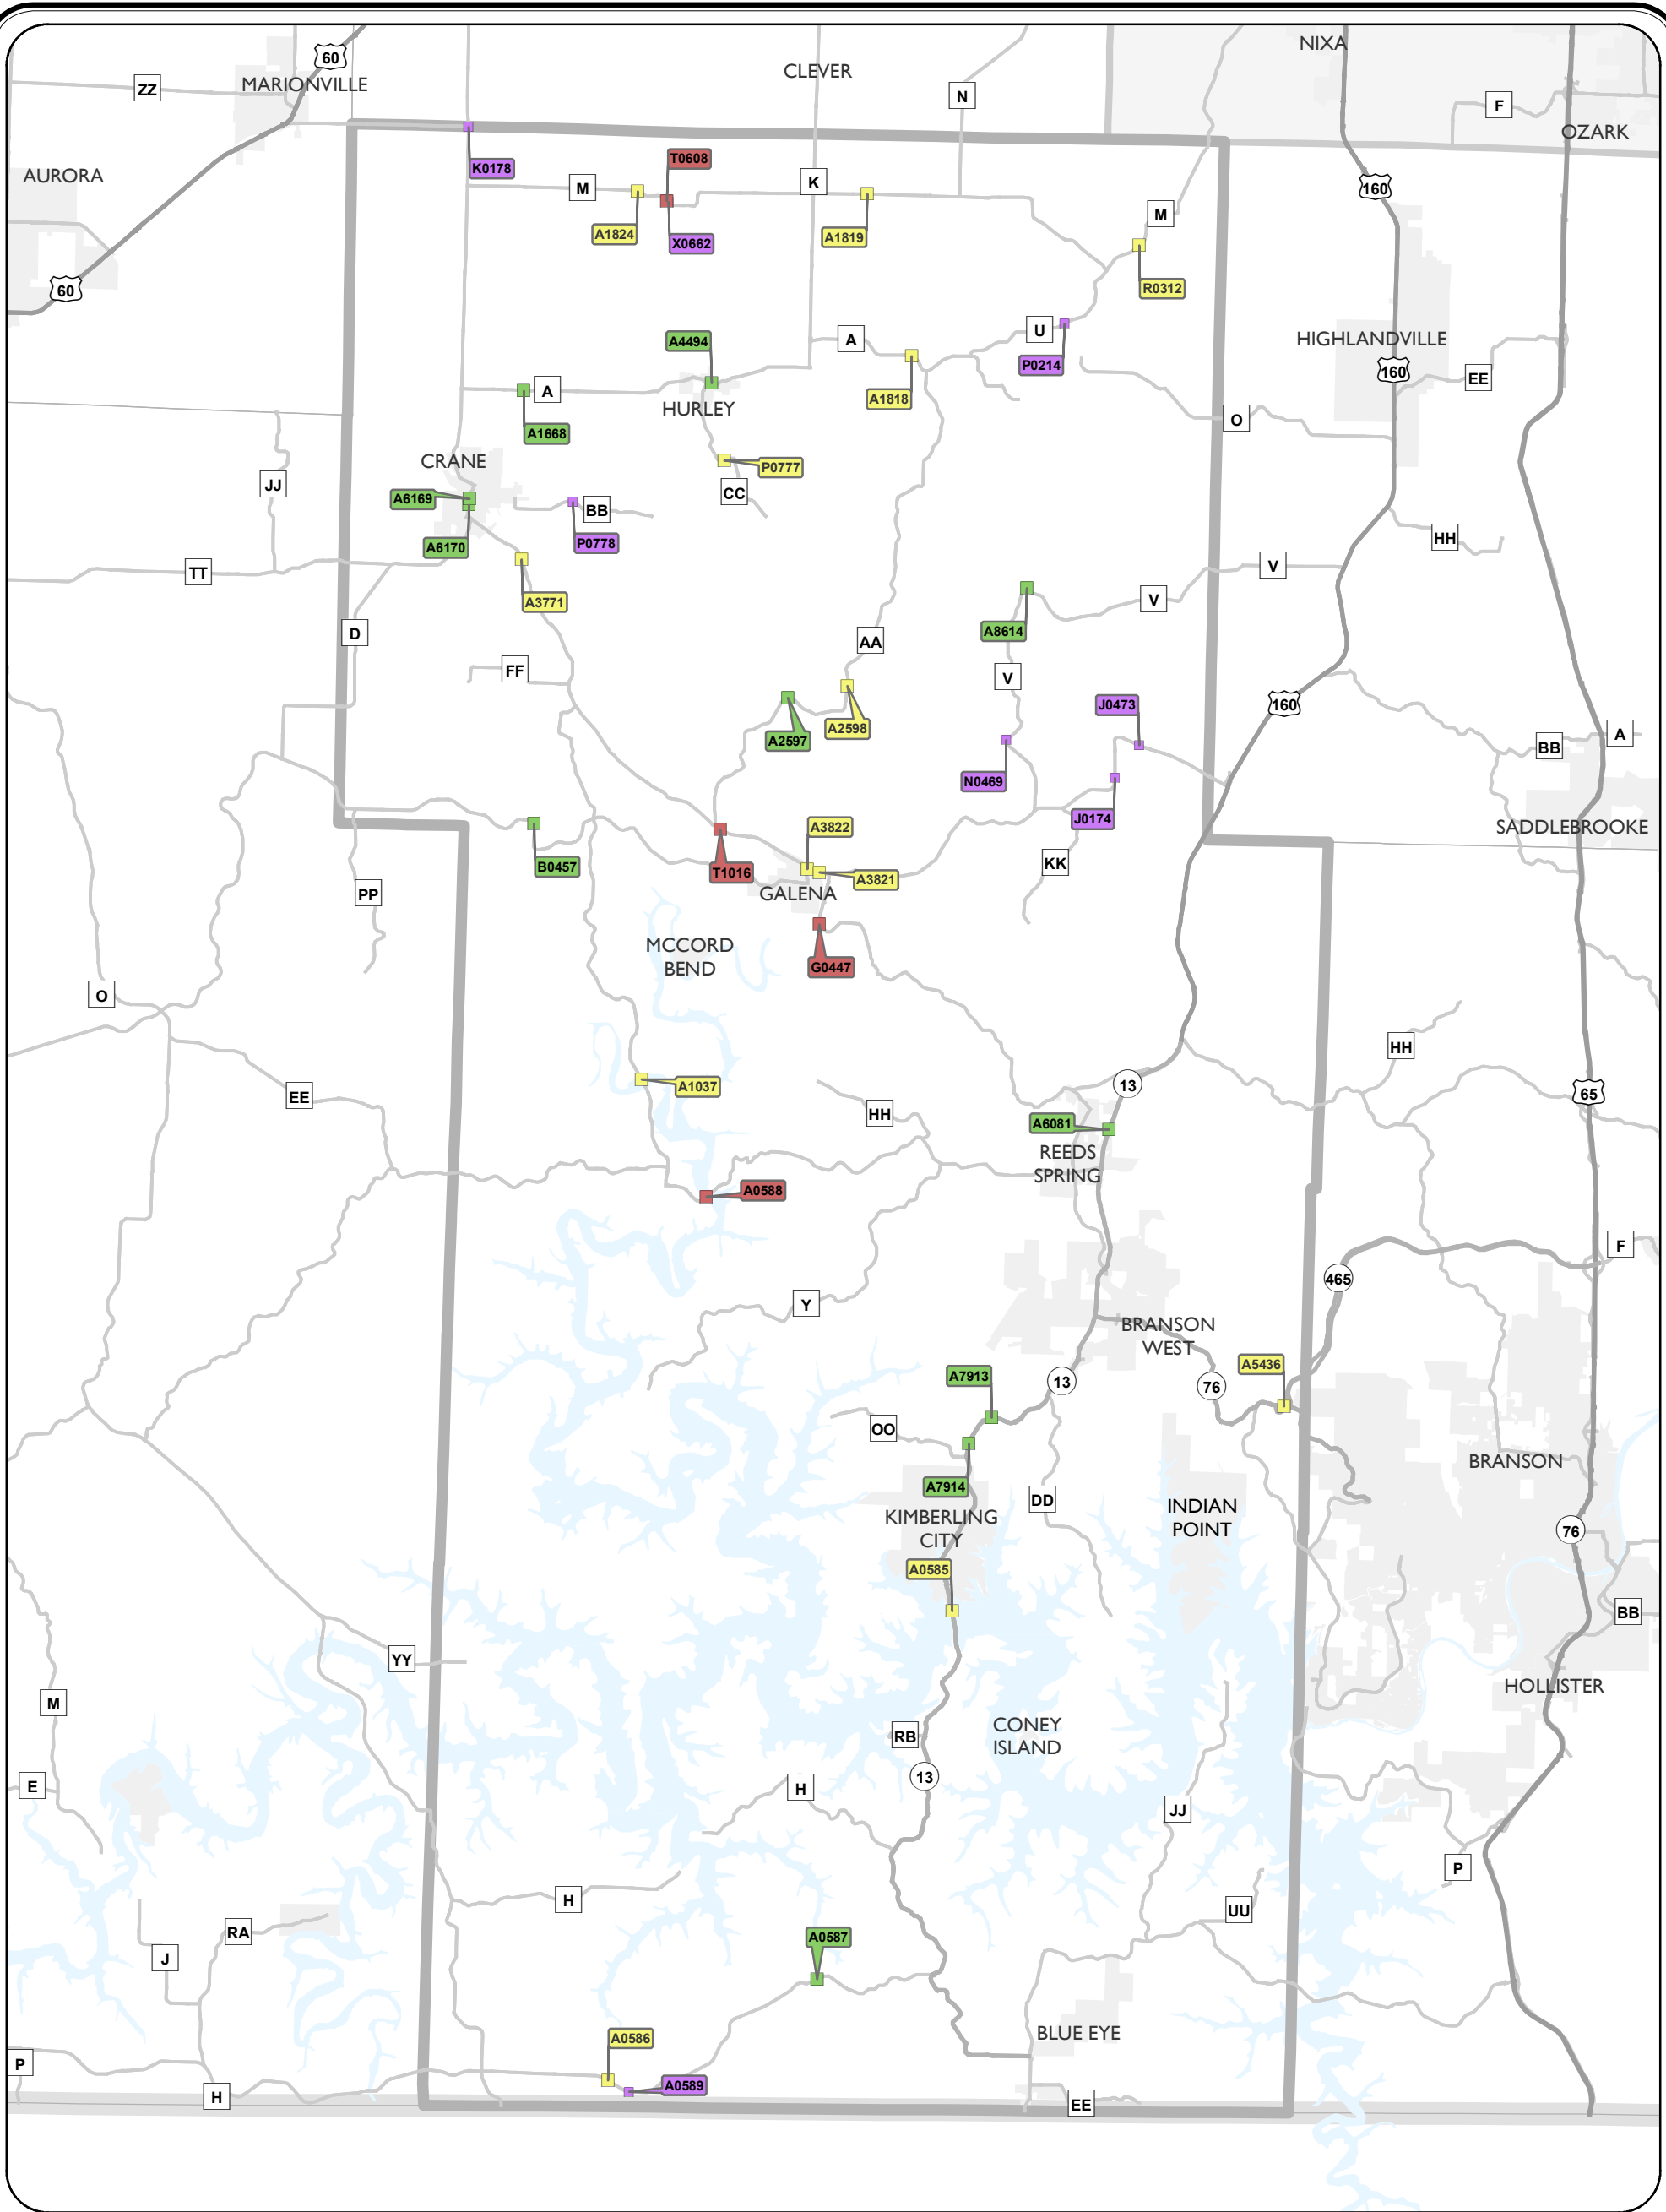 NIXA
60
CLEVER
MARIONVILLE
ZZ
N
F
OZARK
T0608
K0178
AURORA
M
K
160
M
A1824
X0662
A1819
60
R0312
U
A4494
A
HIGHLANDVILLE
P0214
160
EE
A
A1818
HURLEY
O
A1668
CRANE
P0777
JJ
CC
A6169
BB
HH
A6170
P0778
V
TT
V
A3771
A8614
D
AA
FF
V
160
J0473
A2598
A
A2597
BB
N0469
J0174
A3822
SADDLEBROOKE
KK
B0457
T1016
A3821
GALENA
PP
MCCORD
BEND
G0447
O
HH
13
A1037
65
EE
HH
A6081
REEDS
SPRING
A0588
F
465
Y
BRANSON
WEST
A5436
A7913
13
76
OO
BRANSON
A7914
DD
INDIAN
POINT
KIMBERLING
CITY
76
A0585
BB
YY
HOLLISTER
M
RB
CONEY
ISLAND
13
E
H
JJ
P
H
UU
RA
A0587
J
BLUE EYE
A0586
P
A0589
H
EE